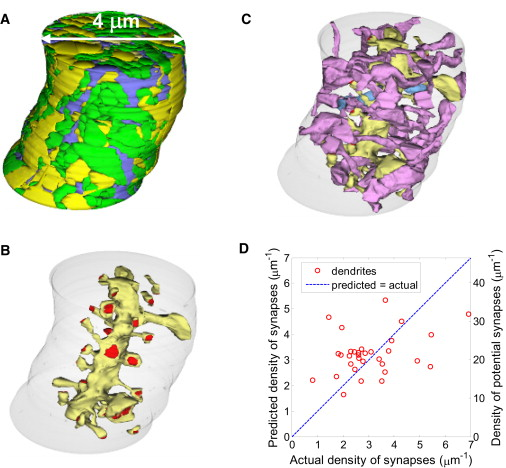 A
4 µm
C
B
D
Predicted density of synapses (µm⁻¹)
7
6
5
4
3
2
1
0
dendrites
predicted = actual
40
30
20
10
0
Density of potential synapses (µm⁻¹)
0 1 2 3 4 5 6 7
Actual density of synapses (µm⁻¹)